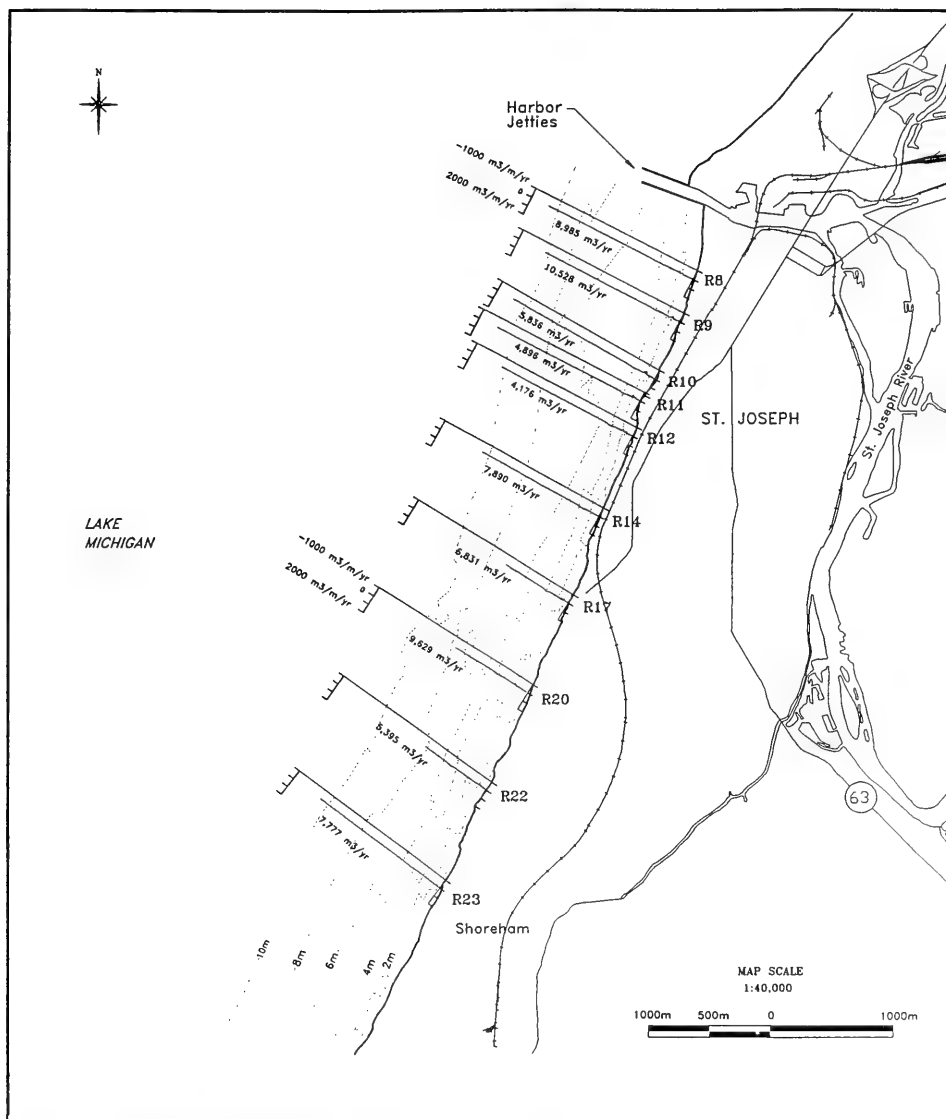 N
Harbor
Jetties
-1000 m3/m/yr
0
2000 m3/m/yr
8,985 m3/yr
R8
10,528 m3/yr
R9
5,836 m3/yr
R10
4,896 m3/yr
R11
4,176 m3/yr
R12
ST. JOSEPH
St. Joseph River
7,890 m3/yr
R14
LAKE
MICHIGAN
6,831 m3/yr
R17
-1000 m3/m/yr
0
2000 m3/m/yr
9,629 m3/yr
R20
m3/yr
R22
63
7,777 m3/yr
R23
Shoreham
10m
8m
6m
4m
2m
MAP SCALE
1:40,000
1000m 500m 0 1000m